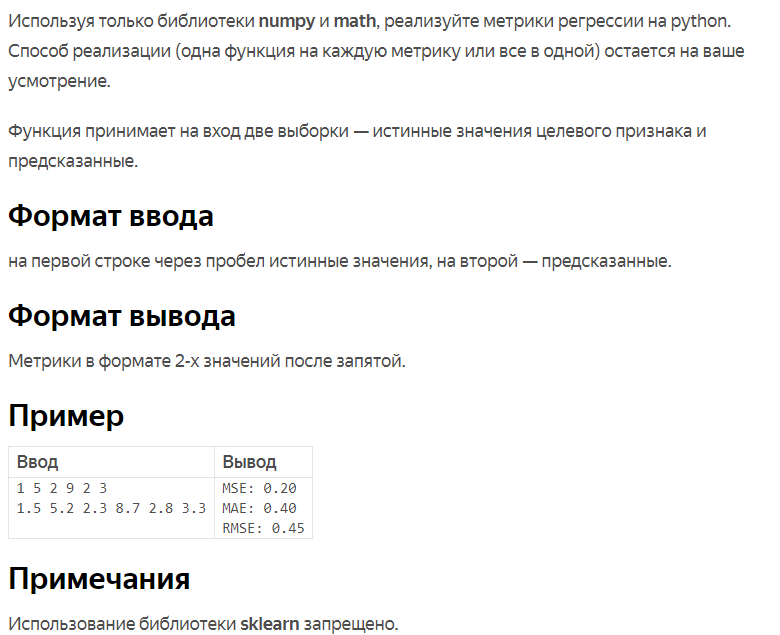 Используя только библиотеки numpy и math, реализуйте метрики регрессии на python.
Способ реализации (одна функция на каждую метрику или все в одной) остается на ваше
усмотрение.
Функция принимает на вход две выборки — истинные значения целевого признака и
предсказанные.
Формат ввода
на первой строке через пробел истинные значения, на второй — предсказанные.
Формат вывода
Метрики в формате 2-х значений после запятой.
Пример
Ввод Вывод
1 5 2 9 2 3 MSE: 0.20
1.5 5.2 2.3 8.7 2.8 3.3 MAE: 0.40
RMSE: 0.45
Примечания
Использование библиотеки sklearn запрещено.